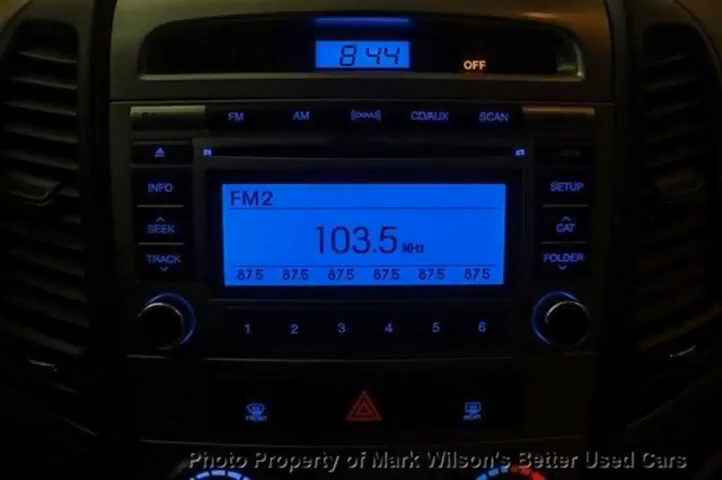 8:44
OFF
FM AM XM CD/AUX SCAN
INFO SETUP
FM2
SEEK CAT
103.5 MHz
TRACK FOLDER
87.5 87.5 87.5 87.5 87.5 87.5
1 2 3 4 5 6
FRONT REAR
Photo Property of Mark Wilson's Better Used Cars